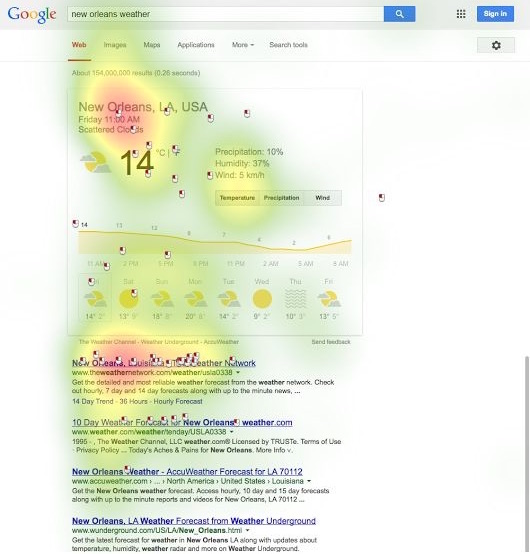 Google new orleans weather Sign in
Web Images Maps Applications More Search tools
About 154,000,000 results (0.26 seconds)
New Orleans, LA, USA
Friday 11:00 AM
Scattered Clouds
14 °C | °F
Precipitation: 10%
Humidity: 37%
Wind: 5 km/h
Temperature Precipitation Wind
14 13 12 8 7 4 2 6
11 AM 2 PM 5 PM 8 PM 11 PM 2 AM 5 AM 8 AM
Fri Sat Sun Mon Tue Wed Thu Fri
14° 2° 13° 9° 18° 8° 20° 8° 14° 2° 9° 2° 10° 3° 13° 5°
The Weather Channel - Weather Underground - AccuWeather Send feedback
New Orleans, Louisiana - The Weather Network
www.theweathernetwork.com/weather/usla0338
Get the detailed and most reliable weather forecast from the weather network. Check
out hourly, 7 day and 14 day forecasts along with up to the minute news, ...
14 Day Trend - 36 Hours - Hourly Forecast
10 Day Weather Forecast for New Orleans, weather.com
www.weather.com/weather/tenday/USLA0338
1995 - , The Weather Channel, LLC weather.com® Licensed by TRUSTe. Terms of Use
· Privacy Policy ... Today's Aches & Pains for New Orleans. More Info ˅.
New Orleans Weather - AccuWeather Forecast for LA 70112
www.accuweather.com › ... › North America › United States › Louisiana
Get the New Orleans weather forecast. Access hourly, 10 day and 15 day forecasts
along with up to the minute reports and videos for New Orleans, LA 70112 ...
New Orleans, LA Weather Forecast from Weather Underground
www.wunderground.com/US/LA/New_Orleans.html
Get the latest forecast for weather in New Orleans LA along with updates about
temperature, humidity, weather radar and more on Weather Underground.